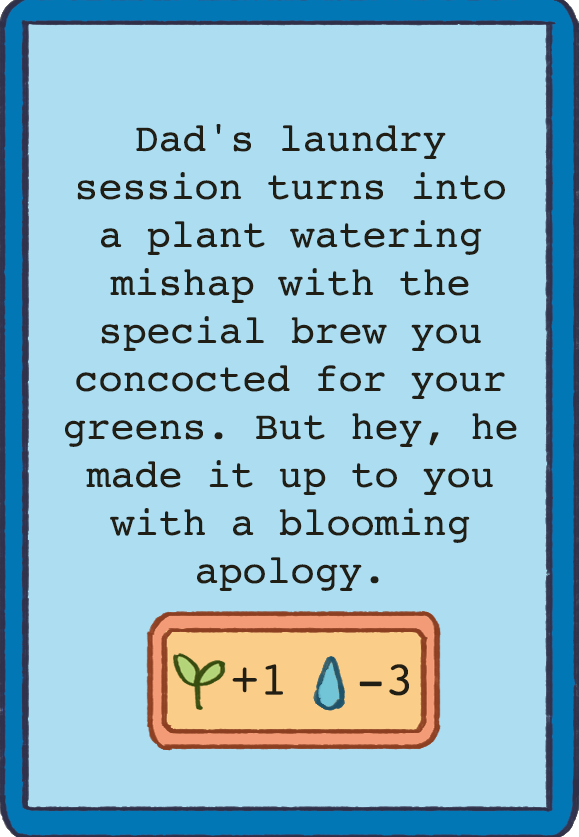 Dad's laundry
session turns into
a plant watering
mishap with the
special brew you
concocted for your
greens. But hey, he
made it up to you
with a blooming
apology.
+1 -3